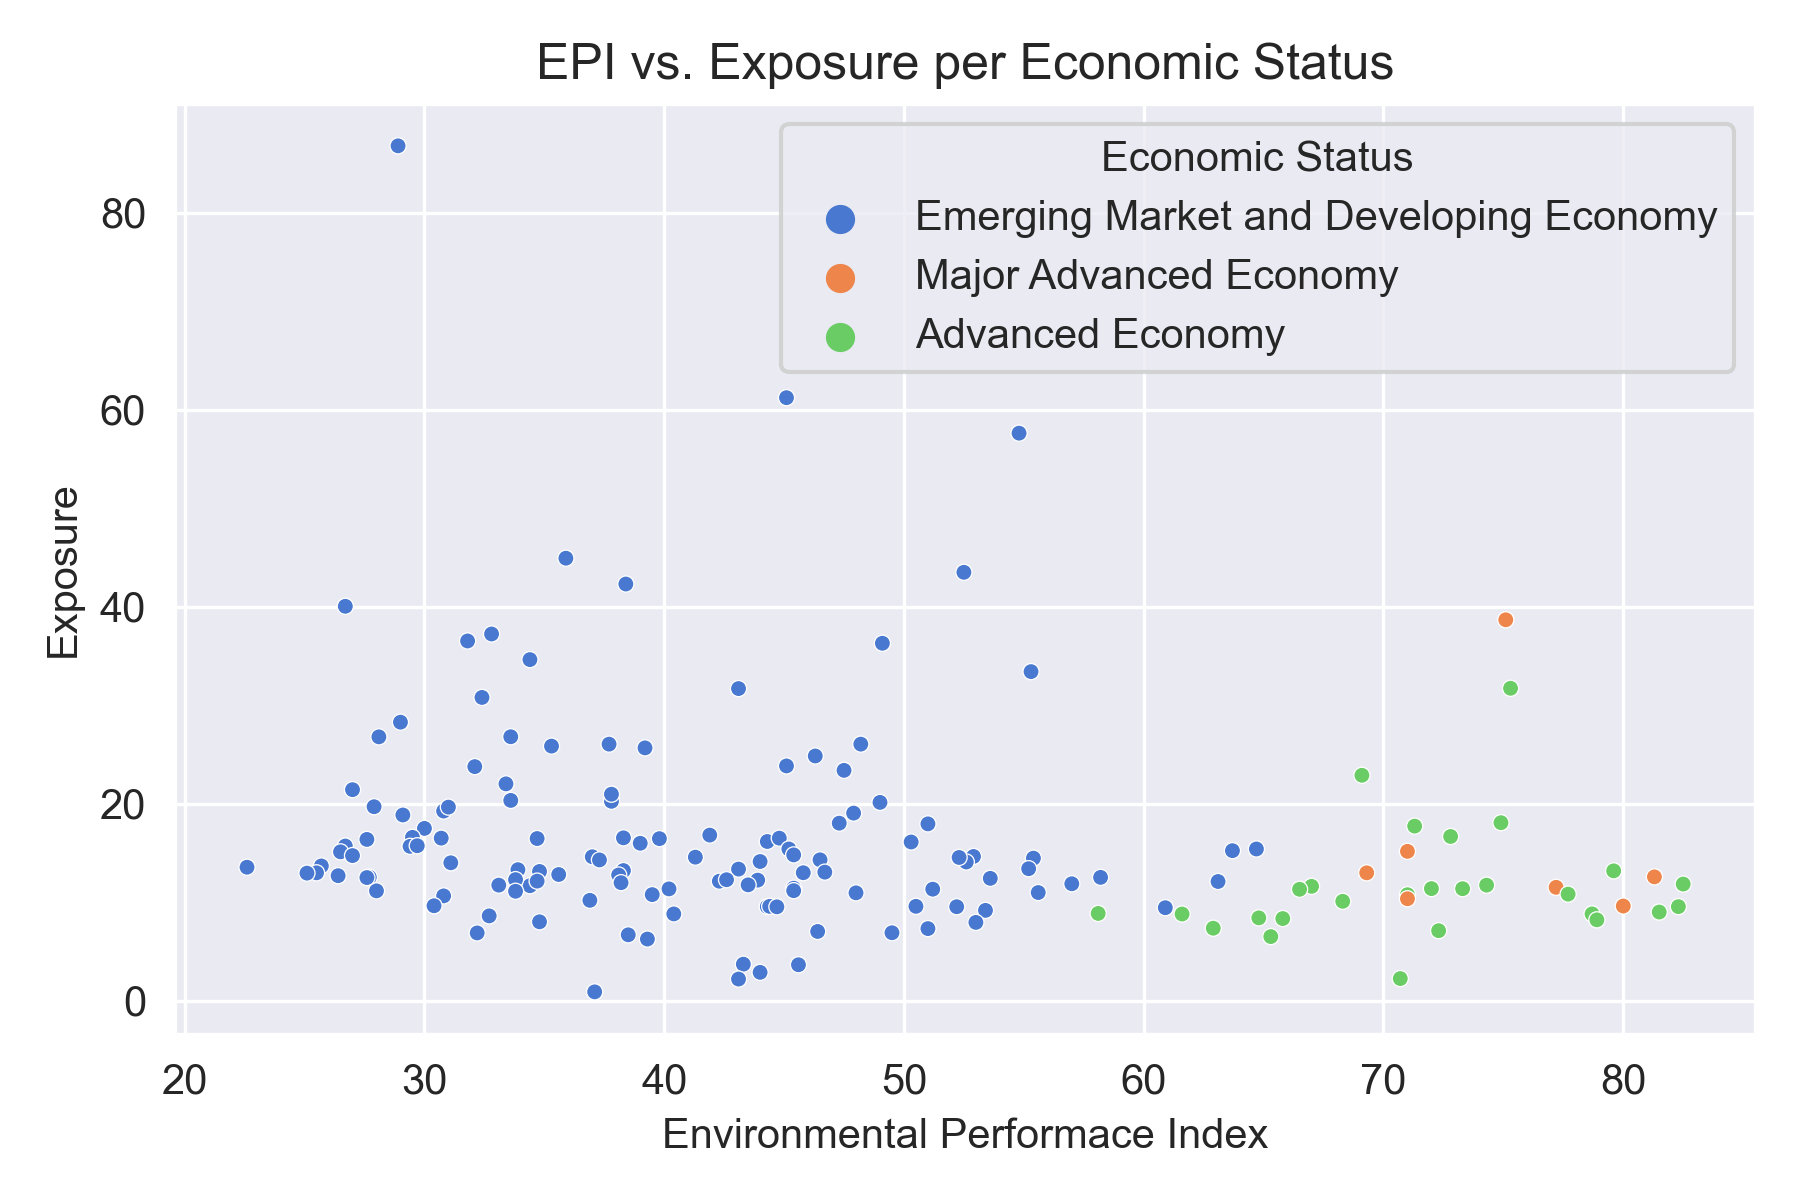 EPI vs. Exposure per Economic Status
Economic Status
Emerging Market and Developing Economy
Major Advanced Economy
Advanced Economy
80
60
40
20
0
Exposure
20 30 40 50 60 70 80
Environmental Performace Index